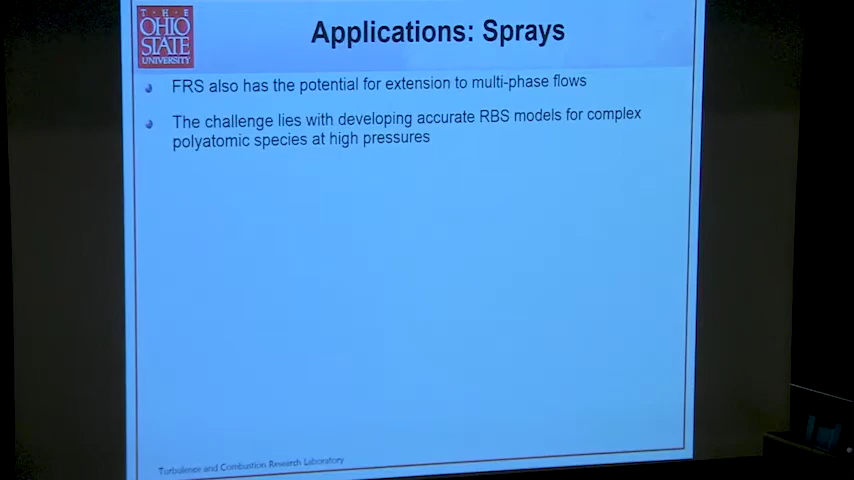 T · H · E
OHIO
STATE
UNIVERSITY
Applications: Sprays
FRS also has the potential for extension to multi-phase flows
The challenge lies with developing accurate RBS models for complex
polyatomic species at high pressures
Turbulence and Combustion Research Laboratory